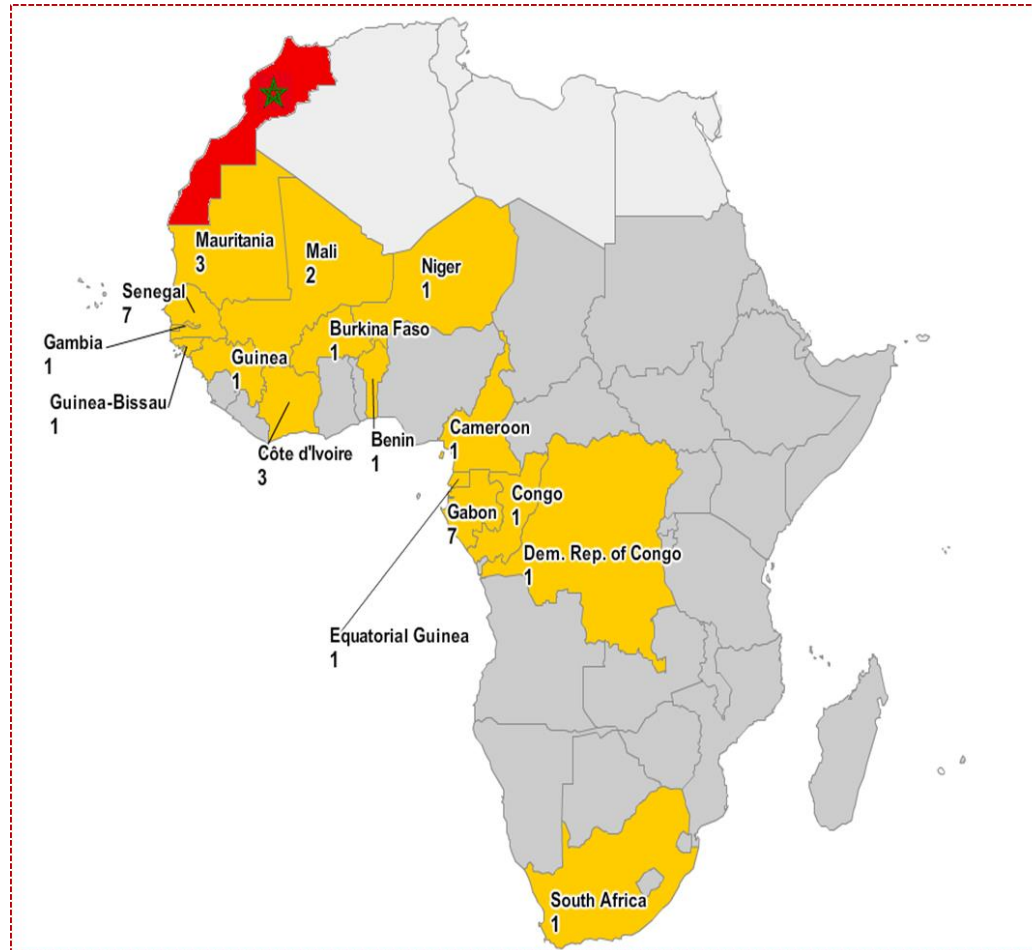 Mauritania
3
Mali
2
Niger
1
Senegal
7
Gambia
1
Burkina Faso
1
Guinea
1
Guinea-Bissau
1
Côte d'Ivoire
3
Benin
1
Cameroon
1
Congo
1
Gabon
7
Dem. Rep. of Congo
1
Equatorial Guinea
1
South Africa
1